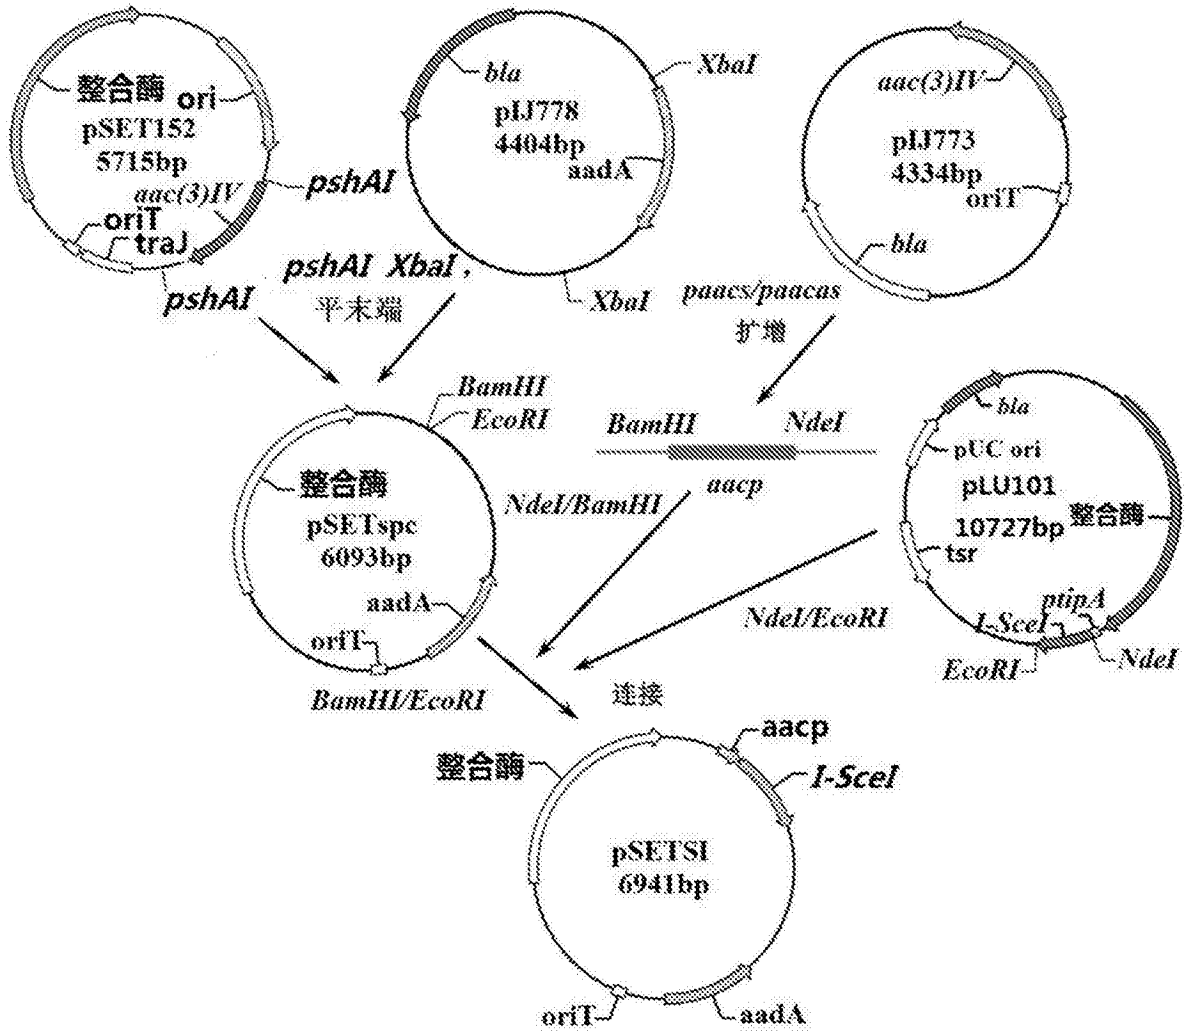 整合酶
ori
pSET152
5715bp
aac(3)IV
oriT
traJ
pshAI
pshAI
bla
pIJ778
4404bp
aadA
XbaI
XbaI
aac(3)IV
pIJ773
4334bp
oriT
bla
pshAI XbaI,
平末端
paacs/paacas
扩增
BamHI
EcoRI
整合酶
pSETspc
6093bp
aadA
oriT
BamHI/EcoRI
BamHI NdeI
aacp
NdeI/BamHI
bla
pUC ori
pLU101
10727bp
整合酶
tsr
ptipA
I-SceI
EcoRI
NdeI
NdeI/EcoRI
连接
整合酶
aacp
I-SceI
pSETSI
6941bp
oriT
aadA